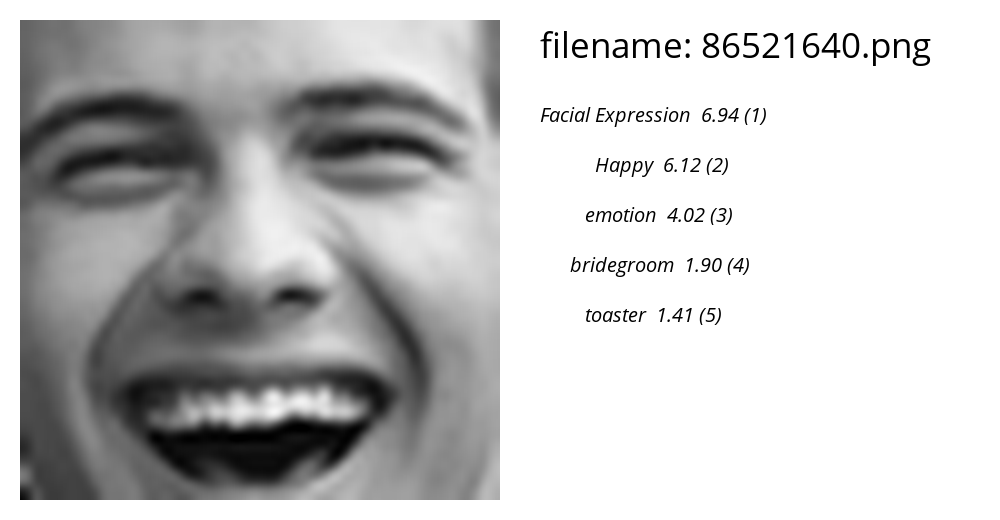 filename: 86521640.png
Facial Expression 6.94 (1)
Happy 6.12 (2)
emotion 4.02 (3)
bridegroom 1.90 (4)
toaster 1.41 (5)